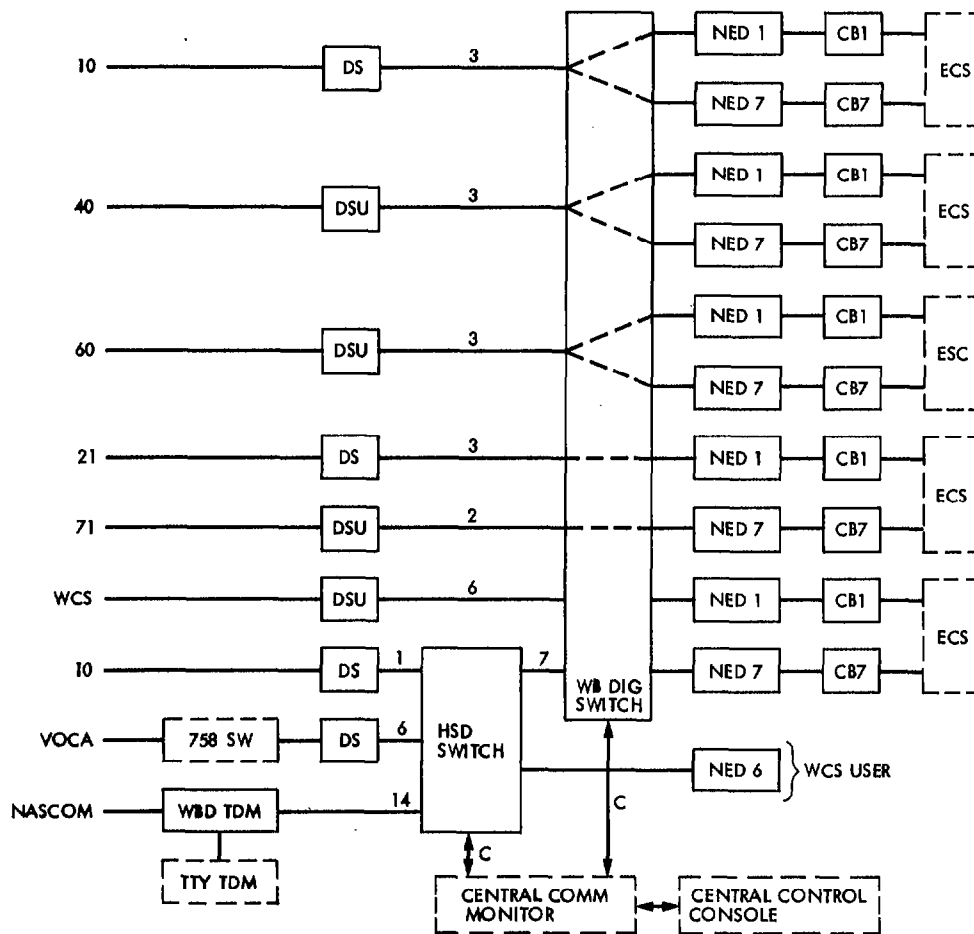 10 DS 3 NED 1 CB1
ECS
NED 7 CB7
40 DSU 3 NED 1 CB1
ECS
NED 7 CB7
60 DSU 3 NED 1 CB1
ESC
NED 7 CB7
21 DS 3 NED 1 CB1
ECS
71 DSU 2 NED 7 CB7
WCS DSU 6 NED 1 CB1
ECS
10 DS 1 7 NED 7 CB7
WB DIG
SWITCH
HSD
SWITCH
VOCA 758 SW DS 6
NED 6 WCS USER
NASCOM WBD TDM 14
C
C
TTY TDM
CENTRAL COMM
MONITOR
CENTRAL CONTROL
CONSOLE